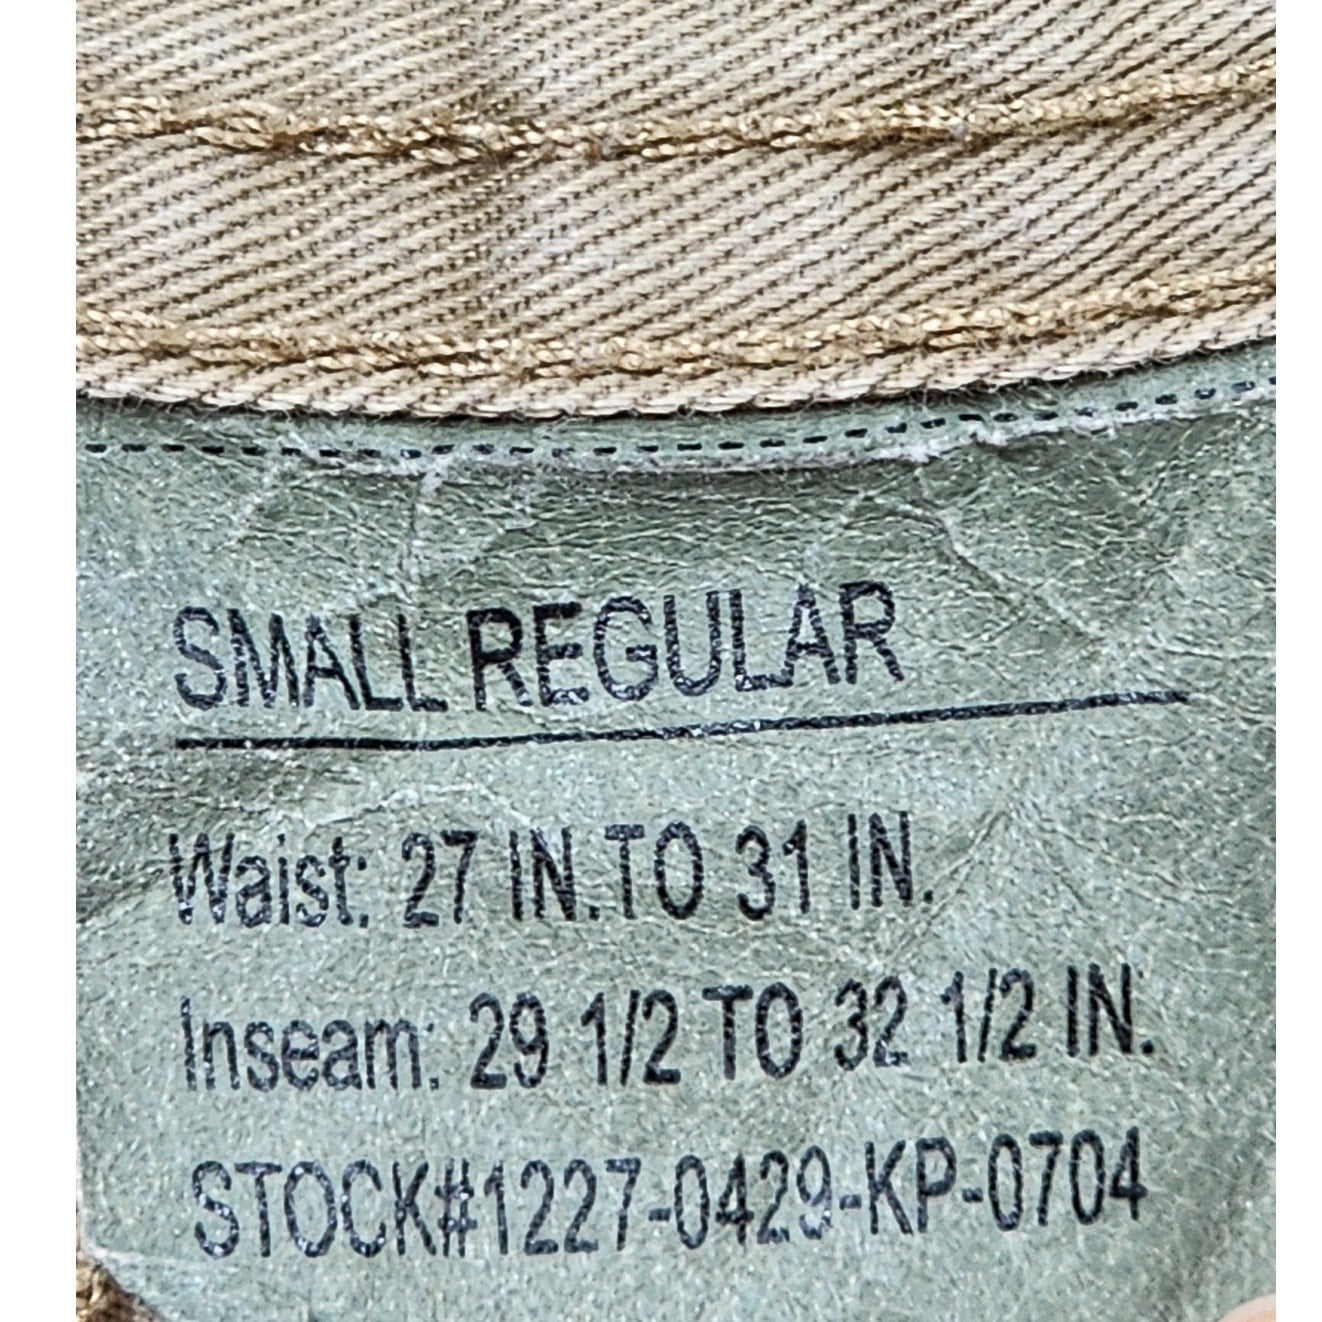 SMALL REGULAR
Waist: 27 IN.TO 31 IN.
Inseam: 29 1/2 TO 32 1/2 IN.
STOCK#1227-0429-KP-0704